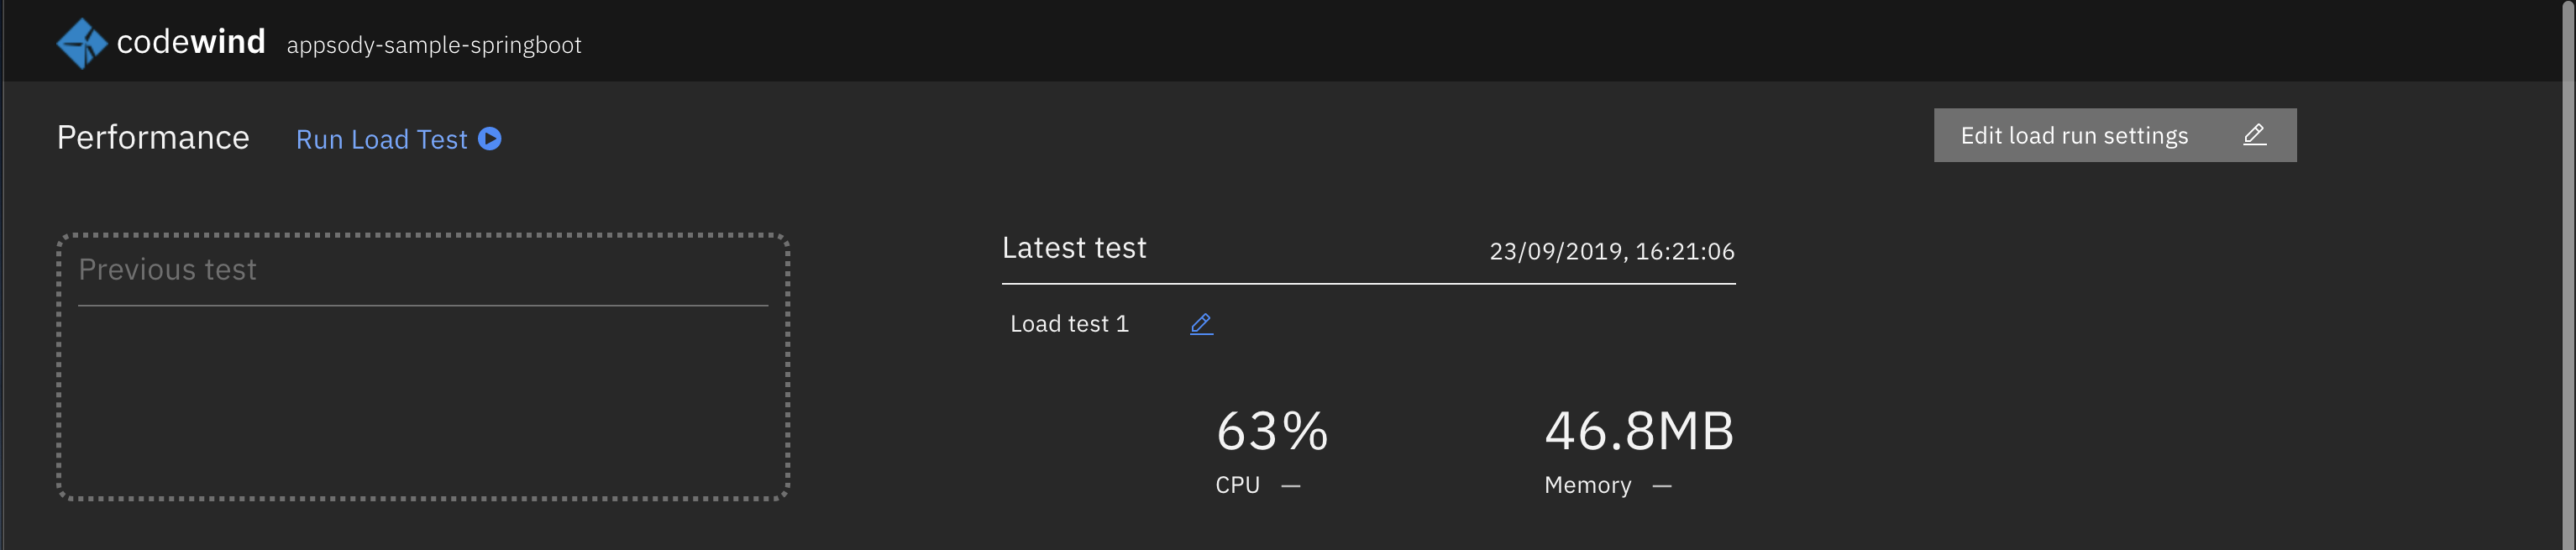 codewind appsody-sample-springboot
Performance Run Load Test Edit load run settings
Previous test
Latest test 23/09/2019, 16:21:06
Load test 1
63% 46.8MB
CPU — Memory —